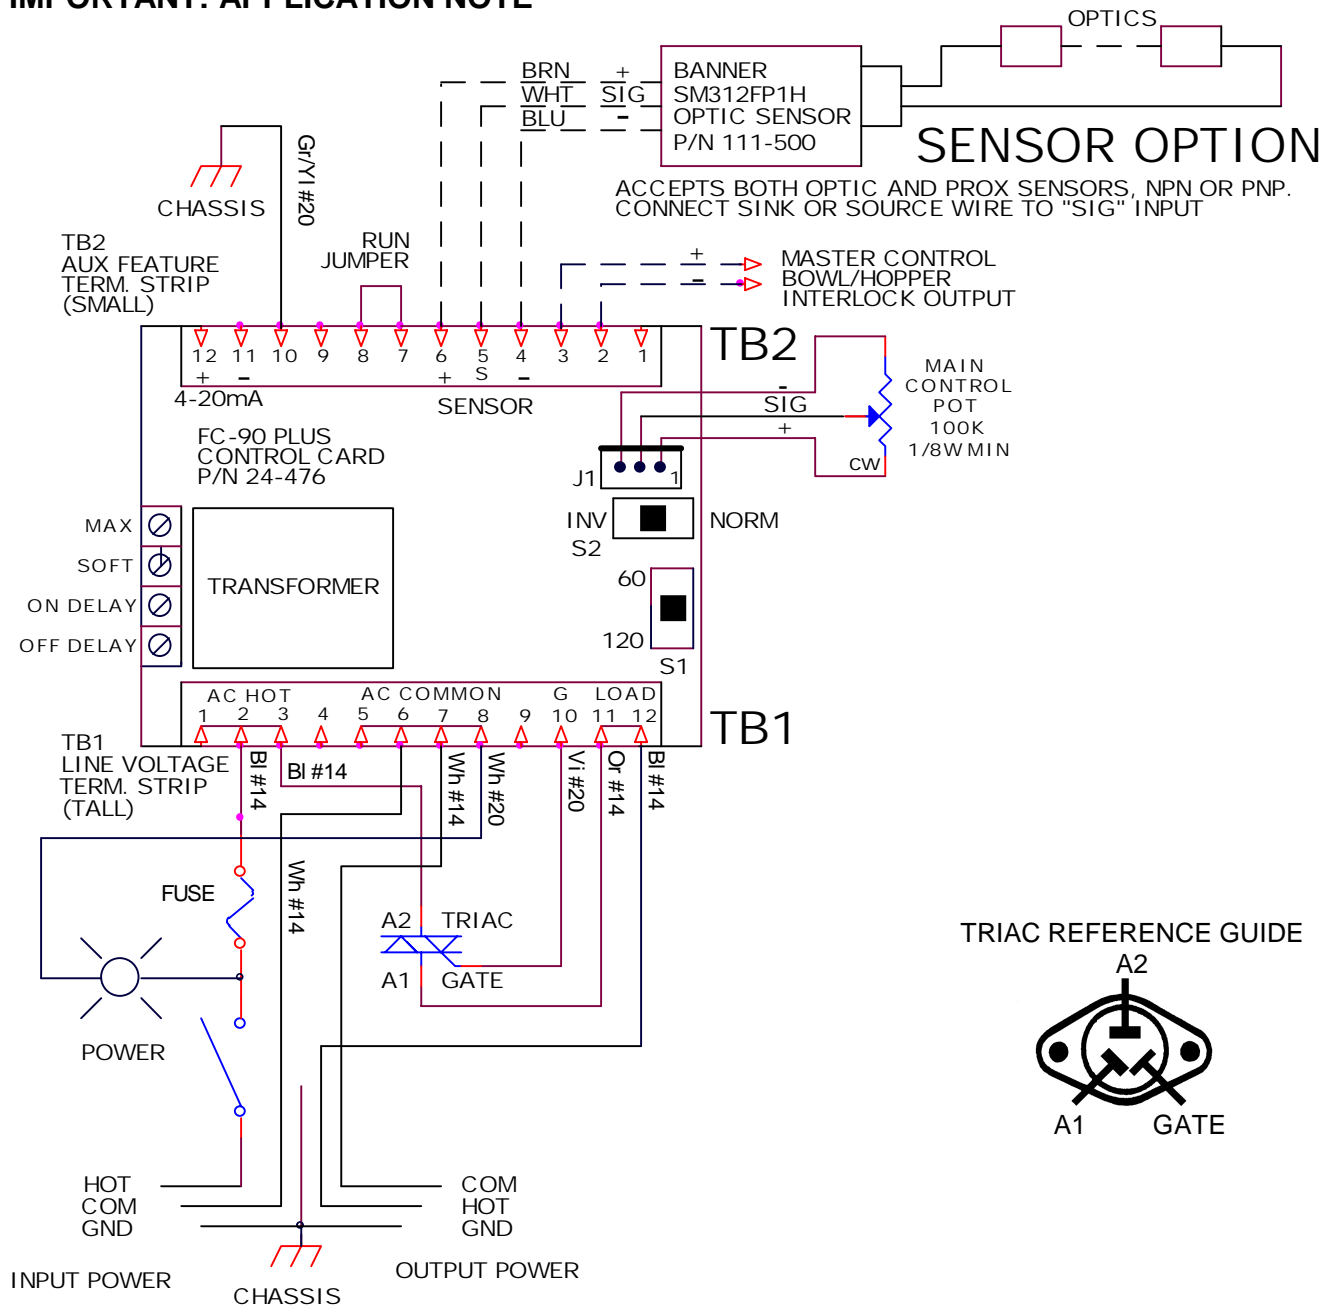 IMPORTANT: APPLICATION NOTE
OPTICS
BRN + BANNER
WHT SIG SM312FP1H
BLU - OPTIC SENSOR
P/N 111-500
SENSOR OPTION
ACCEPTS BOTH OPTIC AND PROX SENSORS, NPN OR PNP.
CONNECT SINK OR SOURCE WIRE TO "SIG" INPUT
Gr/Yl #20
CHASSIS
TB2
AUX FEATURE
TERM. STRIP
(SMALL)
RUN
JUMPER
+ MASTER CONTROL
- BOWL/HOPPER
INTERLOCK OUTPUT
TB2
12 11 10 9 8 7 6 5 4 3 2 1
+ - + S -
4-20mA
SENSOR
FC-90 PLUS
CONTROL CARD
P/N 24-476
-
SIG
+
MAIN
CONTROL
POT
100K
1/8W MIN
CW
J1 1
INV NORM
S2
60
120
S1
MAX
SOFT
ON DELAY
OFF DELAY
TRANSFORMER
AC HOT AC COMMON G LOAD
1 2 3 4 5 6 7 8 9 10 11 12
TB1
TB1
LINE VOLTAGE
TERM. STRIP
(TALL)
Bl #14
Bl #14
Wh #14
Wh #20
Vi #20
Or #14
Bl #14
Wh #14
FUSE
A2 TRIAC
A1 GATE
POWER
HOT
COM
GND
INPUT POWER
CHASSIS
COM
HOT
GND
OUTPUT POWER
TRIAC REFERENCE GUIDE
A2
A1 GATE